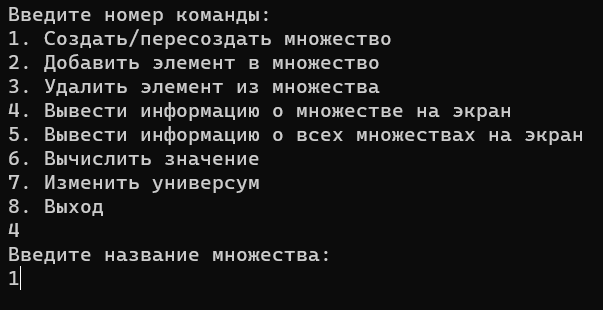 Введите номер команды:
1. Создать/пересоздать множество
2. Добавить элемент в множество
3. Удалить элемент из множества
4. Вывести информацию о множестве на экран
5. Вывести информацию о всех множествах на экран
6. Вычислить значение
7. Изменить универсум
8. Выход
4
Введите название множества:
1